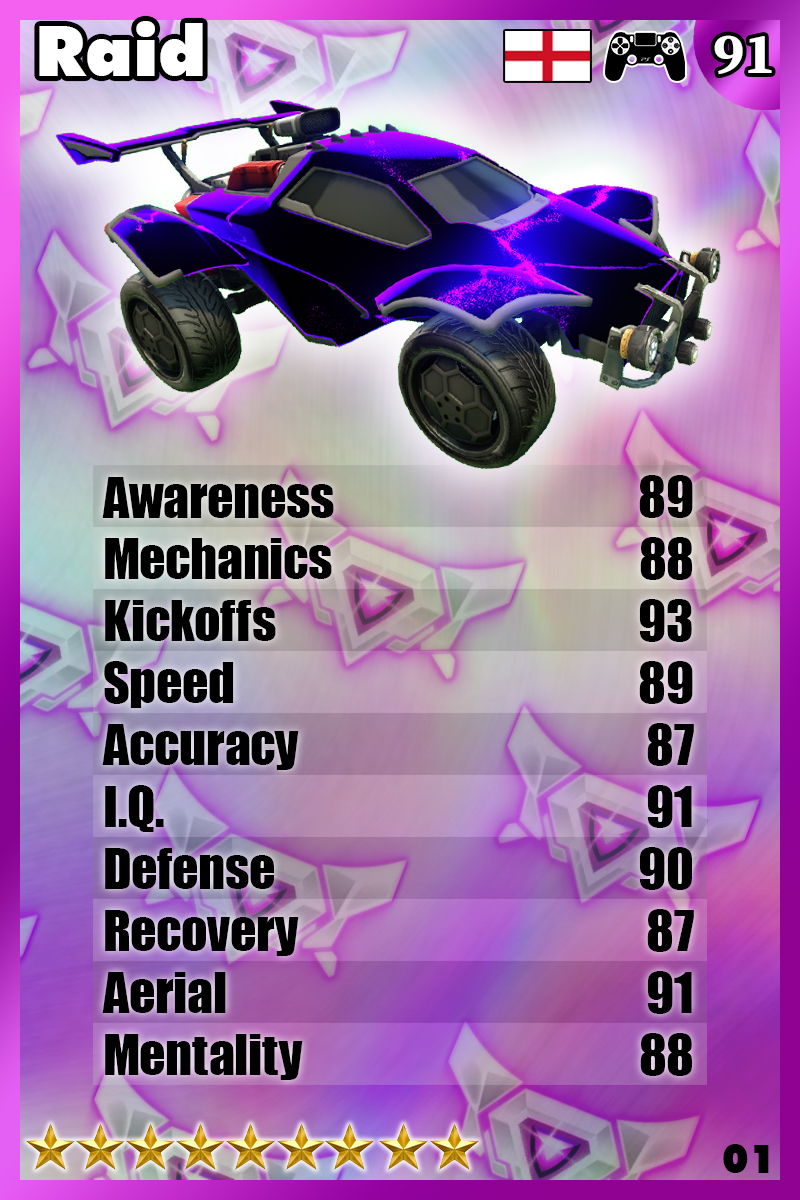 Raid 91
Awareness 89
Mechanics 88
Kickoffs 93
Speed 89
Accuracy 87
I.Q. 91
Defense 90
Recovery 87
Aerial 91
Mentality 88
01